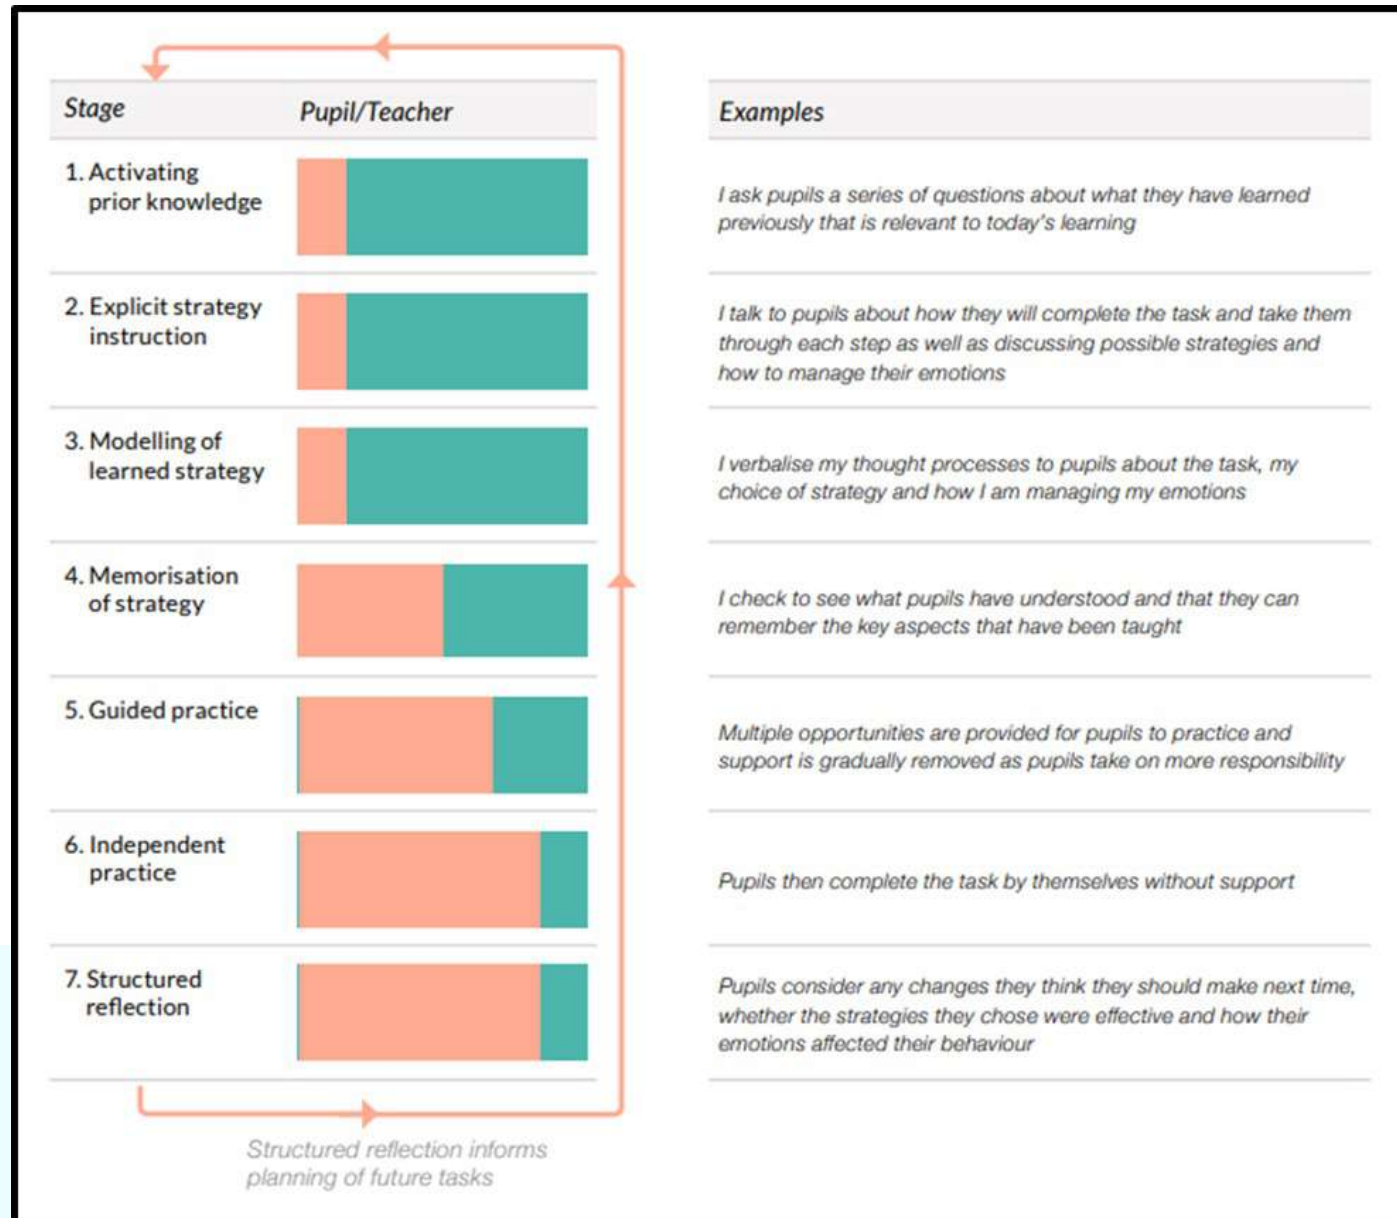 Stage
Pupil/Teacher
Examples
1. Activating
prior knowledge
I ask pupils a series of questions about what they have learned
previously that is relevant to today's learning
2. Explicit strategy
instruction
I talk to pupils about how they will complete the task and take them
through each step as well as discussing possible strategies and
how to manage their emotions
3. Modelling of
learned strategy
I verbalise my thought processes to pupils about the task, my
choice of strategy and how I am managing my emotions
4. Memorisation
of strategy
I check to see what pupils have understood and that they can
remember the key aspects that have been taught
5. Guided practice
Multiple opportunities are provided for pupils to practice and
support is gradually removed as pupils take on more responsibility
6. Independent
practice
Pupils then complete the task by themselves without support
7. Structured
reflection
Pupils consider any changes they think they should make next time,
whether the strategies they chose were effective and how their
emotions affected their behaviour
Structured reflection informs
planning of future tasks